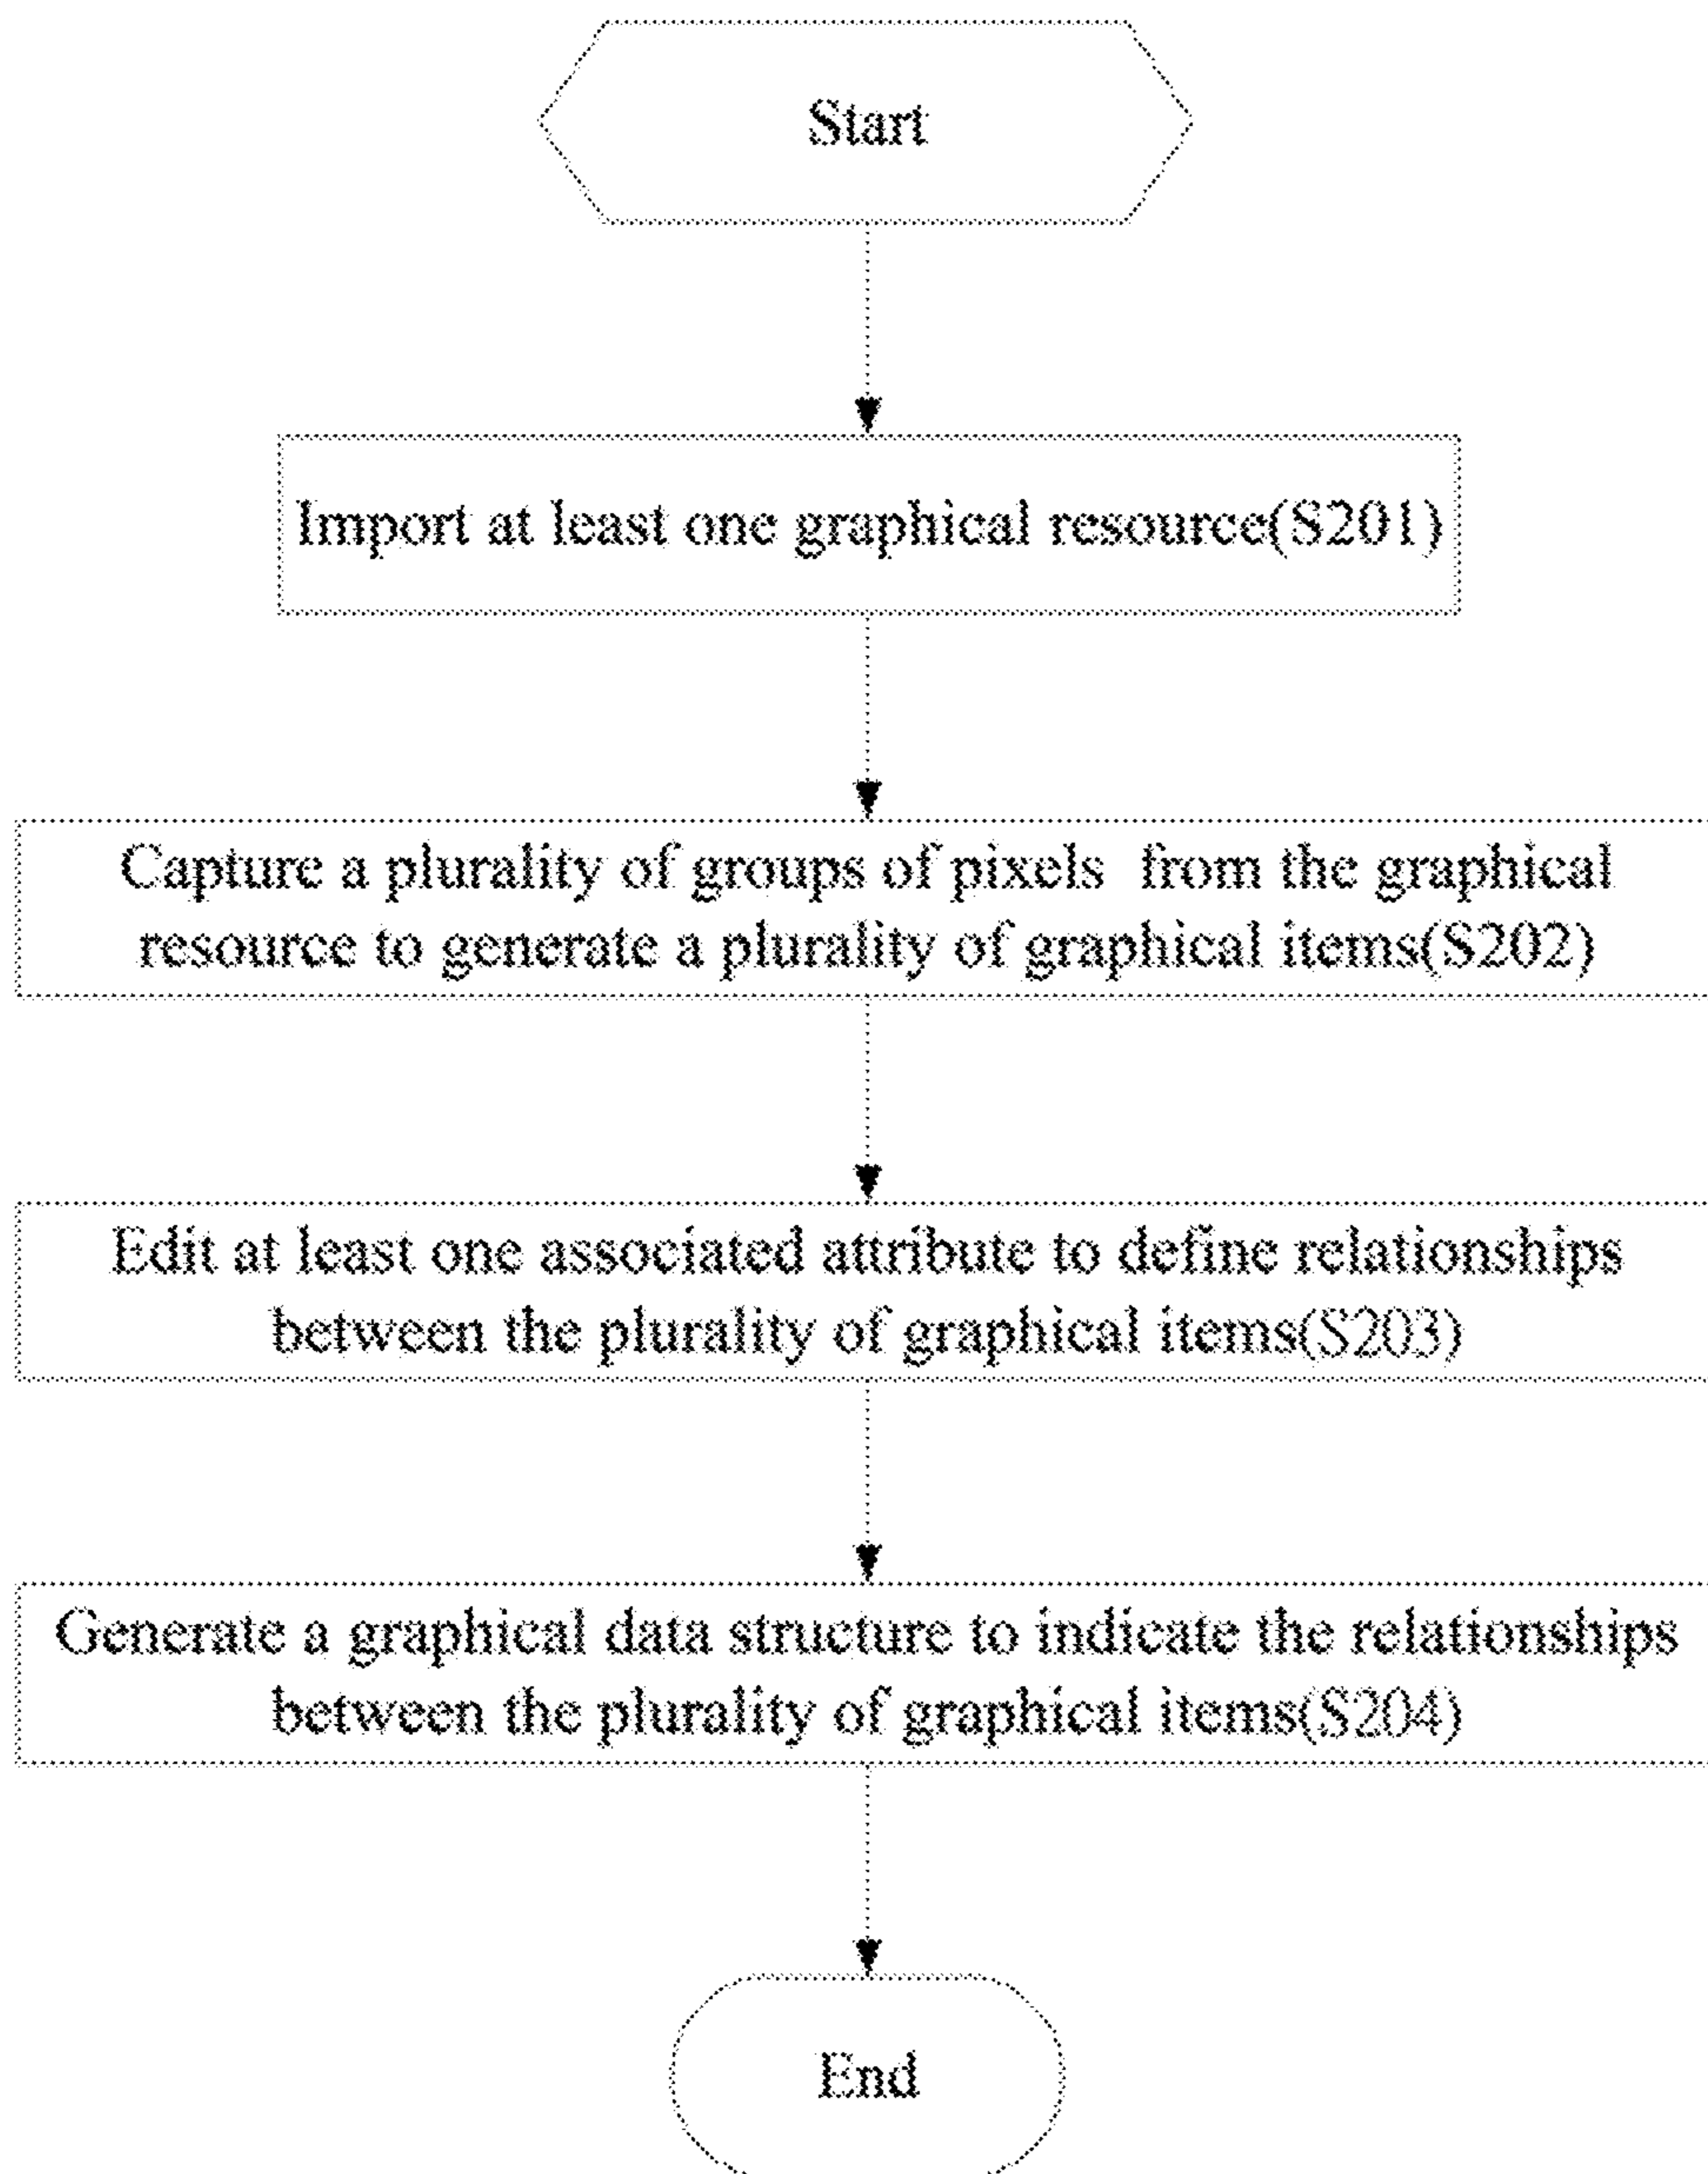 Start
Import at least one graphical resource(S201)
Capture a plurality of groups of pixels from the graphical
resource to generate a plurality of graphical items(S202)
Edit at least one associated attribute to define relationships
between the plurality of graphical items(S203)
Generate a graphical data structure to indicate the relationships
between the plurality of graphical items(S204)
End